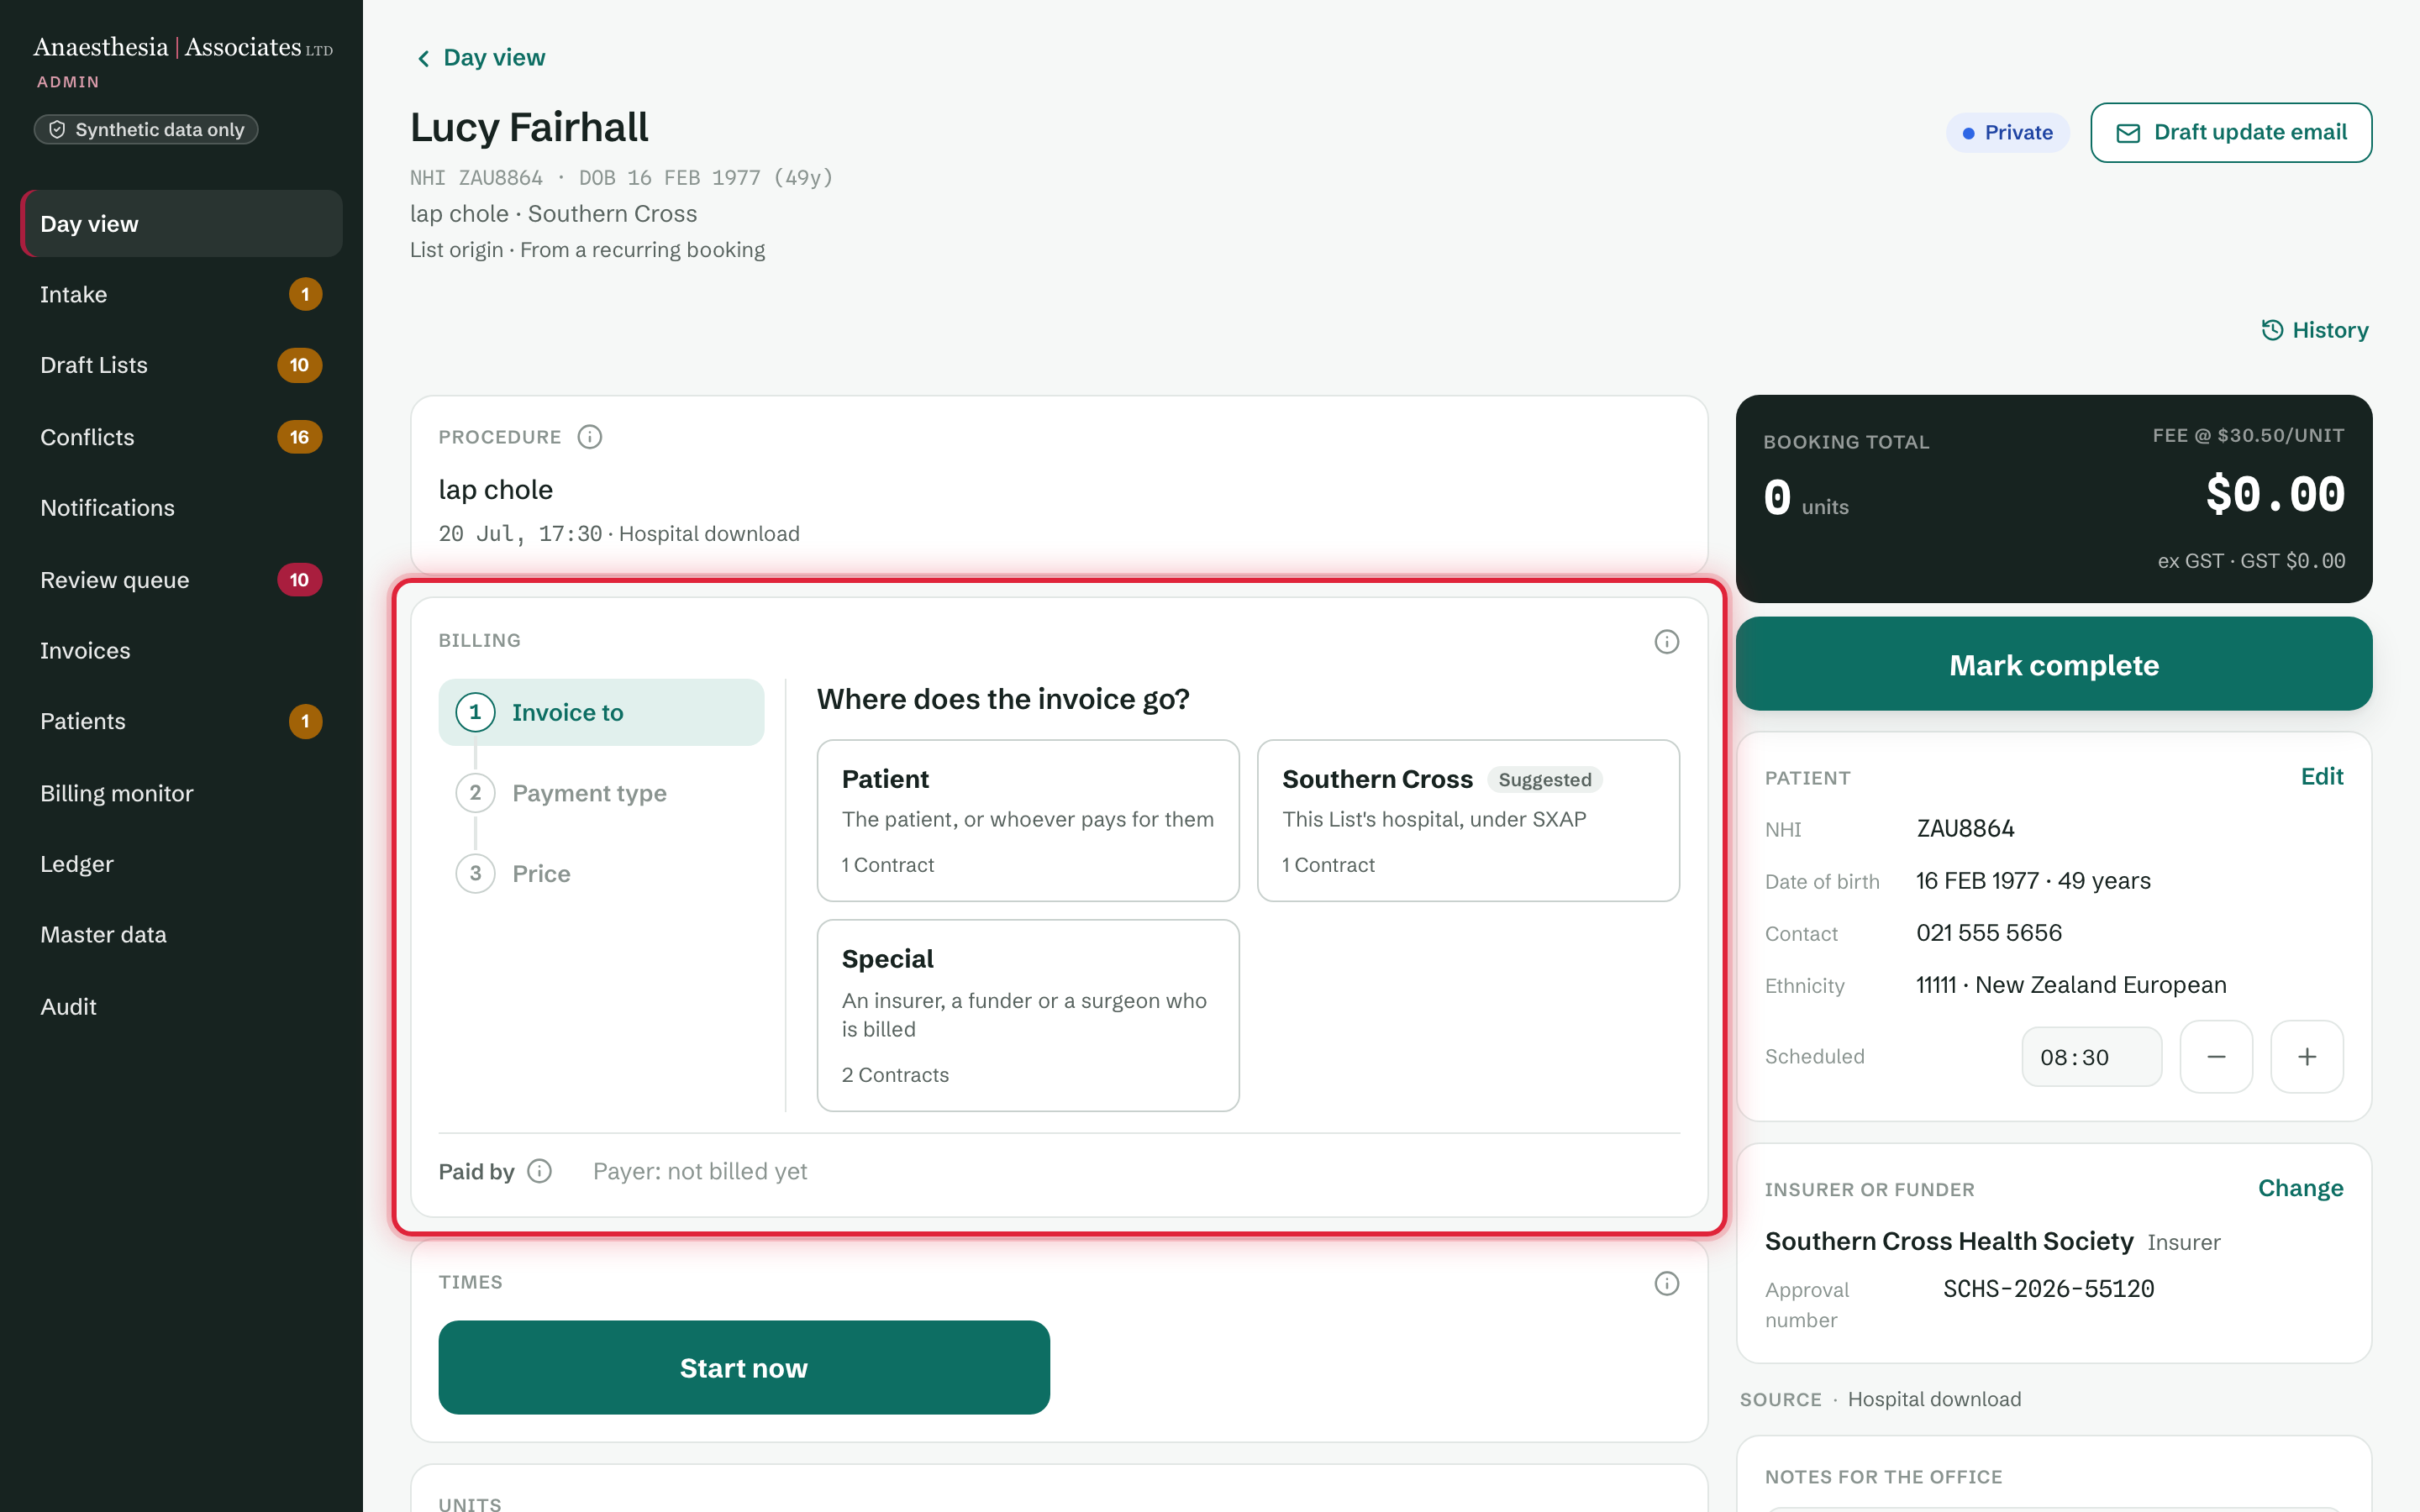 Anaesthesia | Associates LTD
ADMIN
Synthetic data only
Day view
Intake 1
Draft Lists 10
Conflicts 16
Notifications
Review queue 10
Invoices
Patients 1
Billing monitor
Ledger
Master data
Audit
Day view
Lucy Fairhall
NHI ZAU8864 · DOB 16 FEB 1977 (49y)
lap chole · Southern Cross
List origin · From a recurring booking
Private
Draft update email
History
PROCEDURE
lap chole
20 Jul, 17:30 · Hospital download
BILLING
1 Invoice to
2 Payment type
3 Price
Where does the invoice go?
Patient
The patient, or whoever pays for them
1 Contract
Southern Cross Suggested
This List's hospital, under SXAP
1 Contract
Special
An insurer, a funder or a surgeon who
is billed
2 Contracts
Paid by Payer: not billed yet
TIMES
Start now
UNITS
BOOKING TOTAL FEE @ $30.50/UNIT
0 units $0.00
ex GST · GST $0.00
Mark complete
PATIENT Edit
NHI ZAU8864
Date of birth 16 FEB 1977 · 49 years
Contact 021 555 5656
Ethnicity 11111 · New Zealand European
Scheduled 08:30 − +
INSURER OR FUNDER Change
Southern Cross Health Society Insurer
Approval SCHS-2026-55120
number
SOURCE · Hospital download
NOTES FOR THE OFFICE